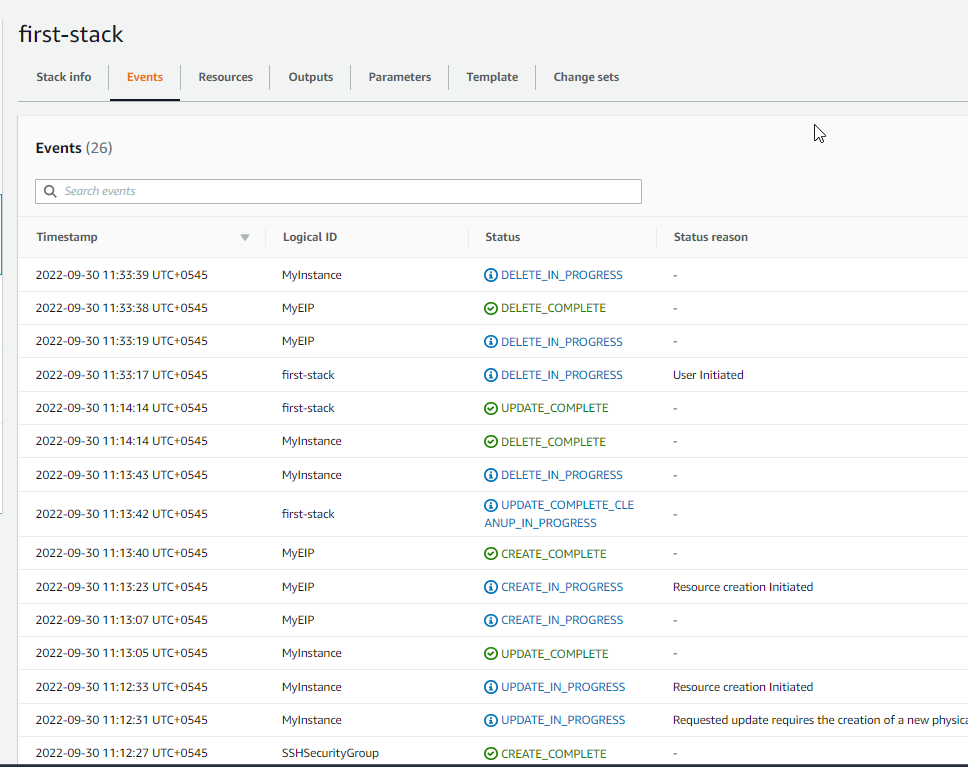 first-stack
Stack info Events Resources Outputs Parameters Template Change sets
Events (26)
Search events
Timestamp Logical ID Status Status reason
2022-09-30 11:33:39 UTC+0545 MyInstance DELETE_IN_PROGRESS -
2022-09-30 11:33:38 UTC+0545 MyEIP DELETE_COMPLETE -
2022-09-30 11:33:19 UTC+0545 MyEIP DELETE_IN_PROGRESS -
2022-09-30 11:33:17 UTC+0545 first-stack DELETE_IN_PROGRESS User Initiated
2022-09-30 11:14:14 UTC+0545 first-stack UPDATE_COMPLETE -
2022-09-30 11:14:14 UTC+0545 MyInstance DELETE_COMPLETE -
2022-09-30 11:13:43 UTC+0545 MyInstance DELETE_IN_PROGRESS -
2022-09-30 11:13:42 UTC+0545 first-stack UPDATE_COMPLETE_CLE -
ANUP_IN_PROGRESS
2022-09-30 11:13:40 UTC+0545 MyEIP CREATE_COMPLETE -
2022-09-30 11:13:23 UTC+0545 MyEIP CREATE_IN_PROGRESS Resource creation Initiated
2022-09-30 11:13:07 UTC+0545 MyEIP CREATE_IN_PROGRESS -
2022-09-30 11:13:05 UTC+0545 MyInstance UPDATE_COMPLETE -
2022-09-30 11:12:33 UTC+0545 MyInstance UPDATE_IN_PROGRESS Resource creation Initiated
2022-09-30 11:12:31 UTC+0545 MyInstance UPDATE_IN_PROGRESS Requested update requires the creation of a new physica
2022-09-30 11:12:27 UTC+0545 SSHSecurityGroup CREATE_COMPLETE -